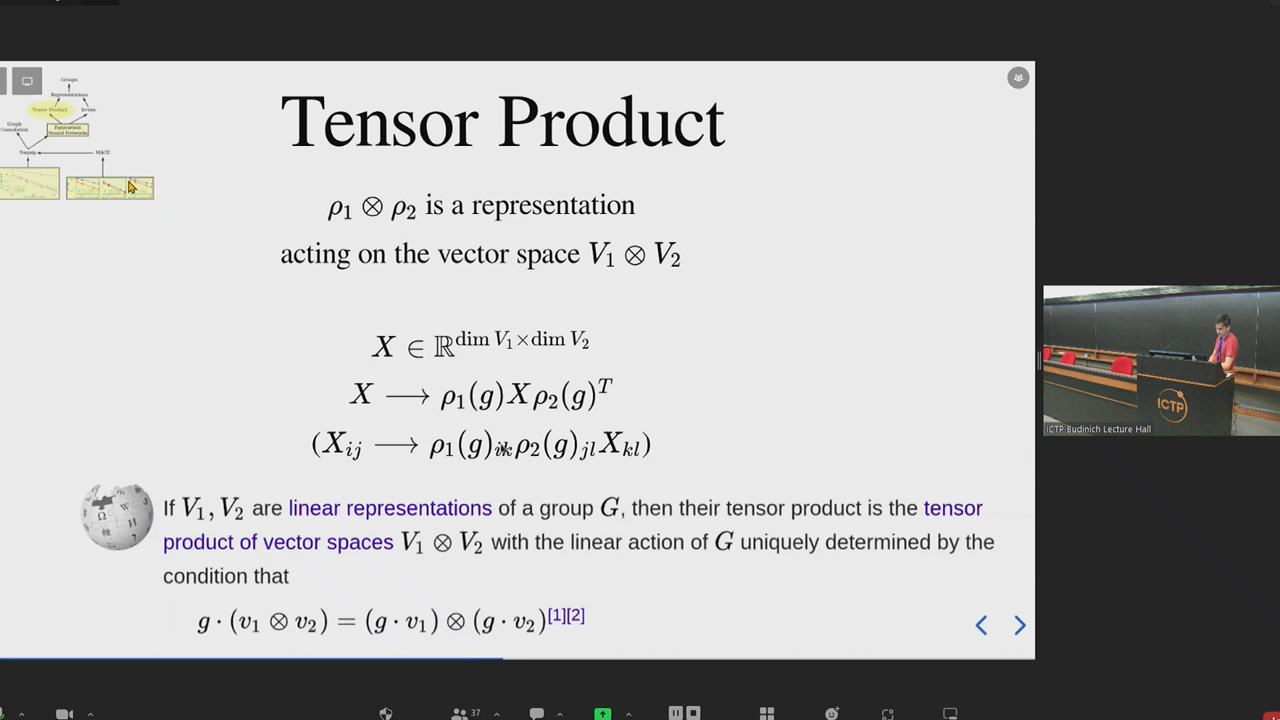 Groups
Representations
Tensor Product
Irreps
Graph
Convolution
Equivariant
Neural Networks
Nequip
MACE
Tensor Product
ρ₁ ⊗ ρ₂ is a representation
acting on the vector space V₁ ⊗ V₂
X ∈ ℝ^{dim V₁×dim V₂}
X ⟶ ρ₁(g)Xρ₂(g)^T
(X_{ij} ⟶ ρ₁(g)_{ik}ρ₂(g)_{jl}X_{kl})
If V₁, V₂ are linear representations of a group G, then their tensor product is the tensor
product of vector spaces V₁ ⊗ V₂ with the linear action of G uniquely determined by the
condition that
g · (v₁ ⊗ v₂) = (g · v₁) ⊗ (g · v₂)[1][2]
ICTP
ICTP Budinich Lecture Hall
37